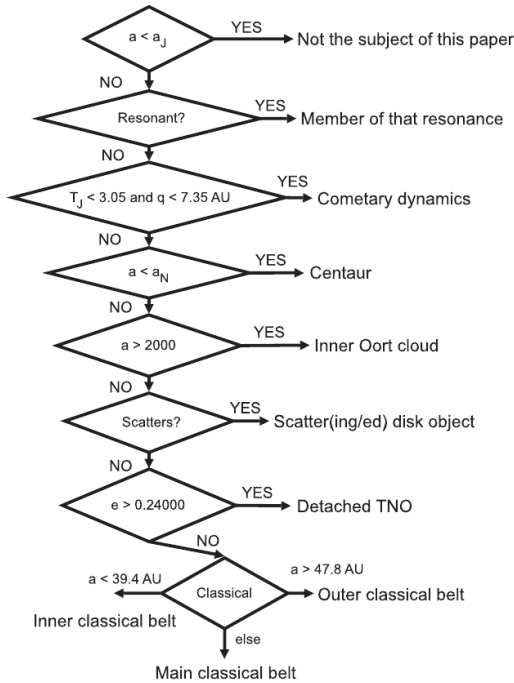 a < aJ
YES
Not the subject of this paper
NO
Resonant?
YES
Member of that resonance
NO
TJ < 3.05 and q < 7.35 AU
YES
Cometary dynamics
NO
a < aN
YES
Centaur
NO
a > 2000
YES
Inner Oort cloud
NO
Scatters?
YES
Scatter(ing/ed) disk object
NO
e > 0.24000
YES
Detached TNO
NO
a < 39.4 AU
Classical
a > 47.8 AU
Inner classical belt
Outer classical belt
else
Main classical belt